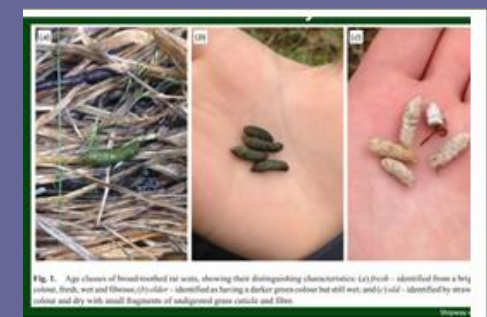 (a) (b) (c)
Fig. 1. Age classes of broad-toothed rat scats, showing their distinguishing characteristics: (a) fresh – identified from a brig
colour, fresh, wet and fibrous; (b) older – identified as having a darker green colour but still wet; and (c) old – identified by straw
colour and dry with small fragments of undigested grass cuticle and fibre.
Shipway